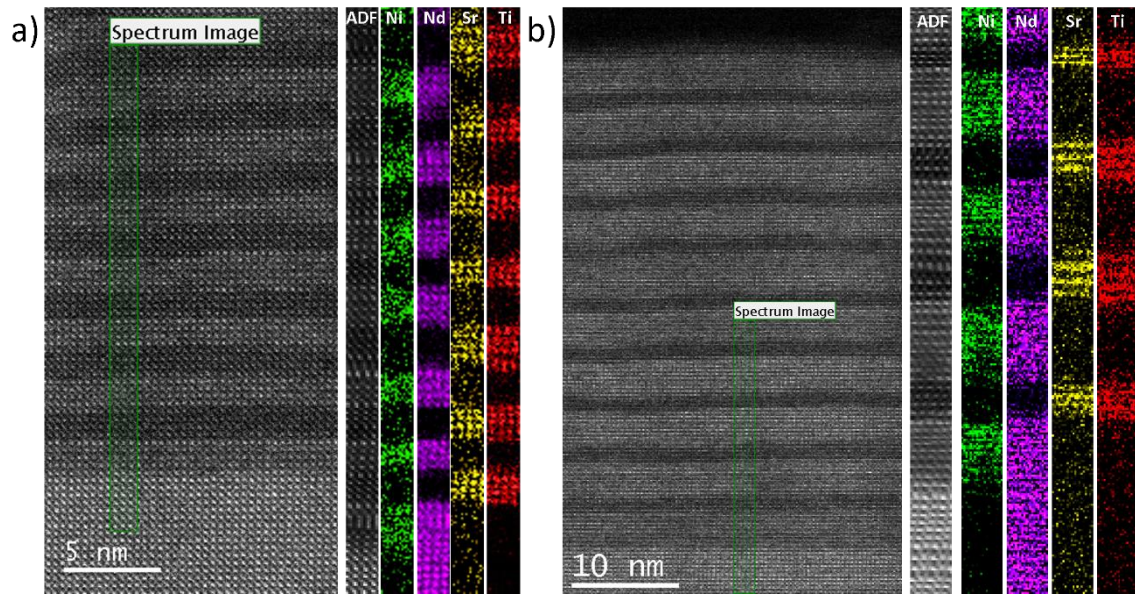 a)
Spectrum Image
ADF Ni Nd Sr Ti
5 nm
b)
ADF Ni Nd Sr Ti
Spectrum Image
10 nm